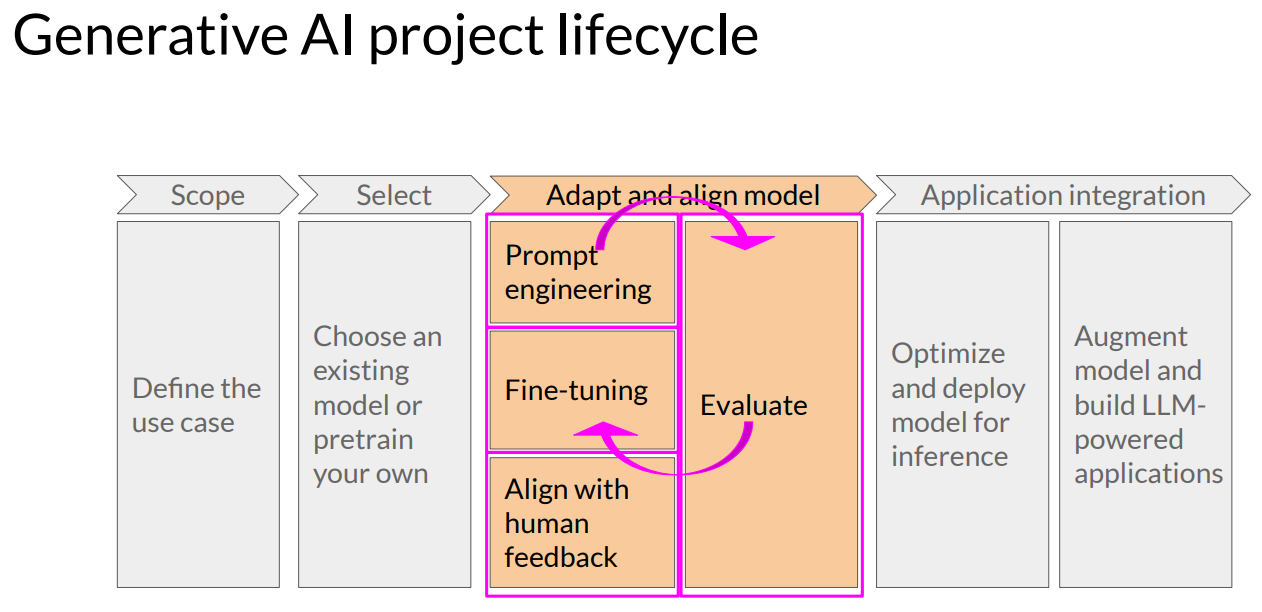 Generative AI project lifecycle
Scope
Select
Adapt and align model
Application integration
Define the
use case
Choose an
existing
model or
pretrain
your own
Prompt
engineering
Fine-tuning
Align with
human
feedback
Evaluate
Optimize
and deploy
model for
inference
Augment
model and
build LLM-
powered
applications